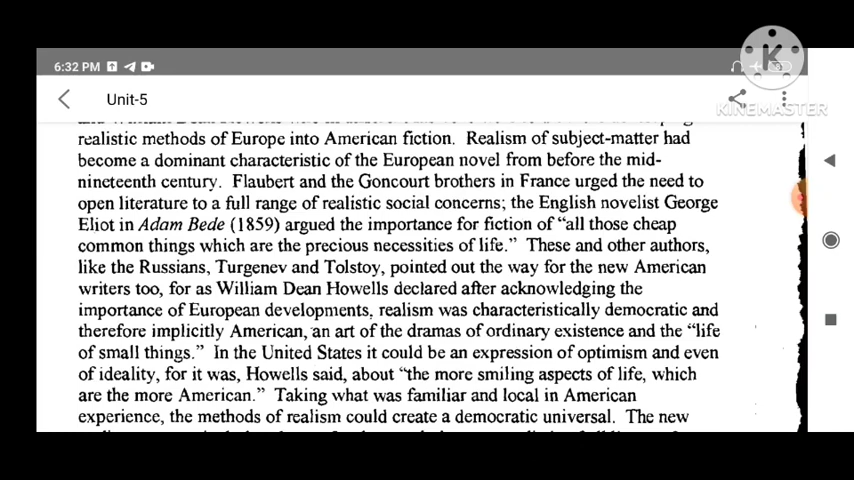 6:32 PM
K
KINEMASTER
Unit-5
realistic methods of Europe into American fiction. Realism of subject-matter had
become a dominant characteristic of the European novel from before the mid-
nineteenth century. Flaubert and the Goncourt brothers in France urged the need to
open literature to a full range of realistic social concerns; the English novelist George
Eliot in Adam Bede (1859) argued the importance for fiction of “all those cheap
common things which are the precious necessities of life.” These and other authors,
like the Russians, Turgenev and Tolstoy, pointed out the way for the new American
writers too, for as William Dean Howells declared after acknowledging the
importance of European developments, realism was characteristically democratic and
therefore implicitly American, an art of the dramas of ordinary existence and the “life
of small things.” In the United States it could be an expression of optimism and even
of ideality, for it was, Howells said, about “the more smiling aspects of life, which
are the more American.” Taking what was familiar and local in American
experience, the methods of realism could create a democratic universal. The new